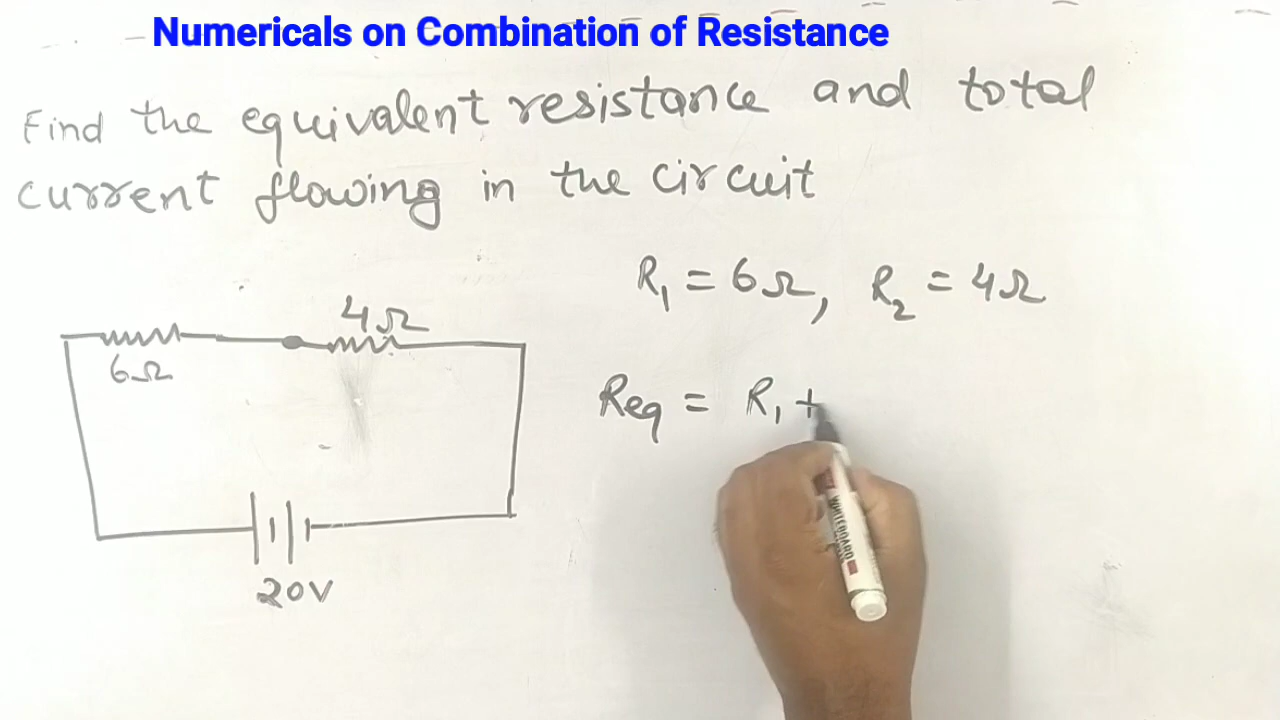 Numericals on Combination of Resistance
Find the equivalent resistance and total
current flowing in the circuit
R₁ = 6Ω, R₂ = 4Ω
4Ω
6Ω
Req = R₁ +
WHITEBOARD
20V